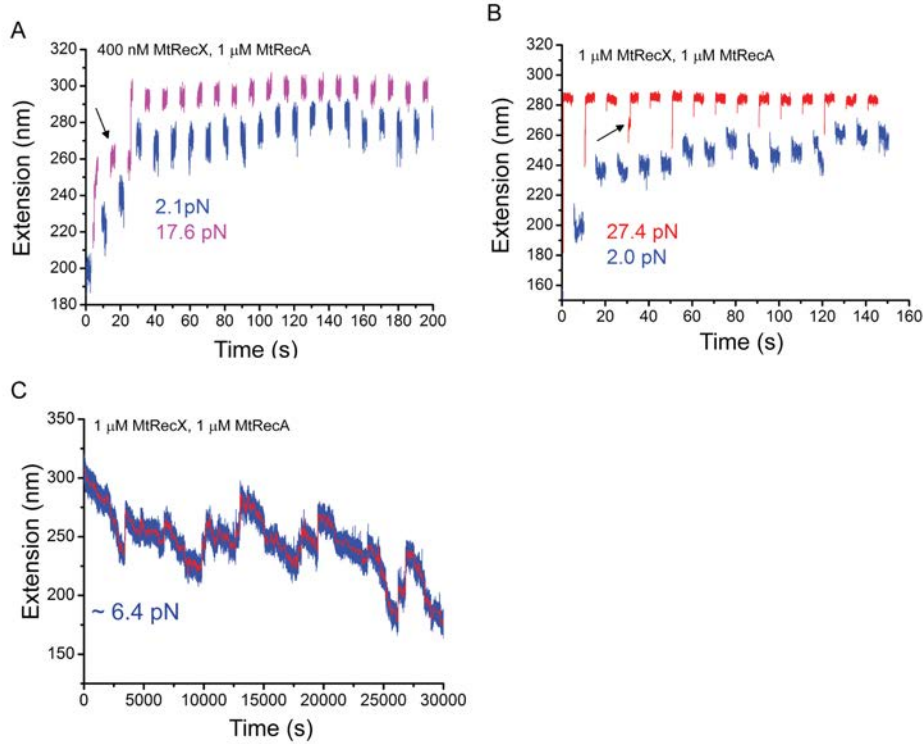 A
400 nM MtRecX, 1 μM MtRecA
Extension (nm)
320
300
280
260
240
220
200
180
2.1pN
17.6 pN
0 20 40 60 80 100 120 140 160 180 200
Time (s)
B
1 μM MtRecX, 1 μM MtRecA
Extension (nm)
320
300
280
260
240
220
200
180
160
27.4 pN
2.0 pN
0 20 40 60 80 100 120 140 160
Time (s)
C
1 μM MtRecX, 1 μM MtRecA
Extension (nm)
350
300
250
200
150
~ 6.4 pN
0 5000 10000 15000 20000 25000 30000
Time (s)